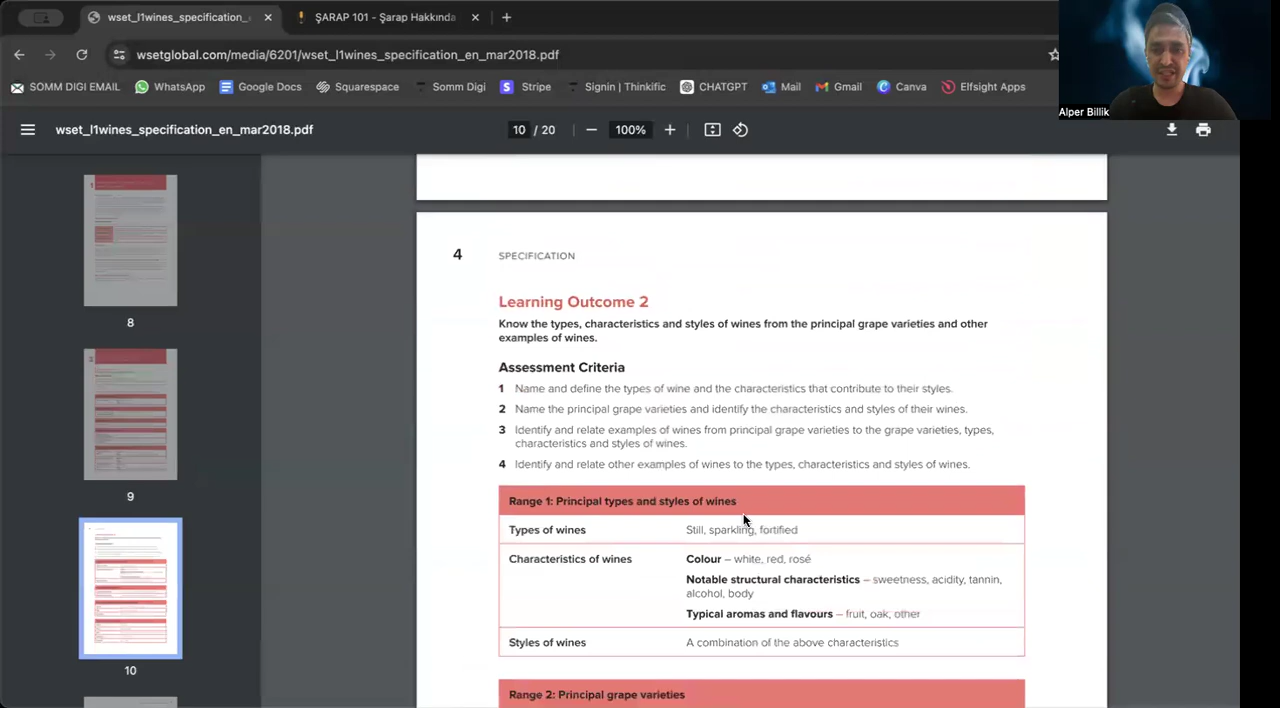 wset_l1wines_specification_
ŞARAP 101 - Şarap Hakkında
wsetglobal.com/media/6201/wset_l1wines_specification_en_mar2018.pdf
SOMM DIGI EMAIL WhatsApp Google Docs Squarespace Somm Digi Stripe Signin | Thinkific CHATGPT Mail Gmail Canva Elfsight Apps
Alper Billik
wset_l1wines_specification_en_mar2018.pdf
10 / 20
100%
8
9
10
4 SPECIFICATION
Learning Outcome 2
Know the types, characteristics and styles of wines from the principal grape varieties and other
examples of wines.
Assessment Criteria
1 Name and define the types of wine and the characteristics that contribute to their styles.
2 Name the principal grape varieties and identify the characteristics and styles of their wines.
3 Identify and relate examples of wines from principal grape varieties to the grape varieties, types,
characteristics and styles of wines.
4 Identify and relate other examples of wines to the types, characteristics and styles of wines.
Range 1: Principal types and styles of wines
Types of wines Still, sparkling, fortified
Characteristics of wines Colour – white, red, rosé
Notable structural characteristics – sweetness, acidity, tannin,
alcohol, body
Typical aromas and flavours – fruit, oak, other
Styles of wines A combination of the above characteristics
Range 2: Principal grape varieties